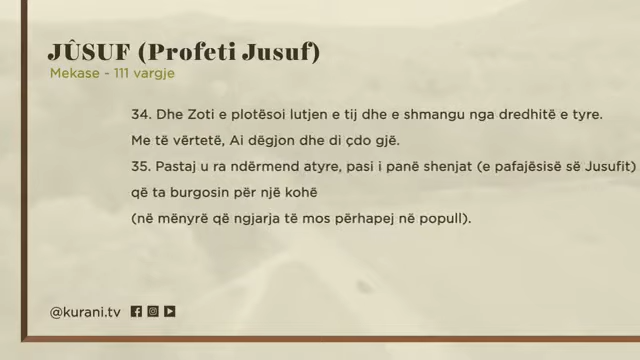 JÛSUF (Profeti Jusuf)
Mekase - 111 vargje
34. Dhe Zoti e plotësoi lutjen e tij dhe e shmangu nga dredhitë e tyre.
Me të vërtetë, Ai dëgjon dhe di çdo gjë.
35. Pastaj u ra ndërmend atyre, pasi i panë shenjat (e pafajësisë së Jusufit)
që ta burgosin për një kohë
(në mënyrë që ngjarja të mos përhapej në popull).
@kurani.tv